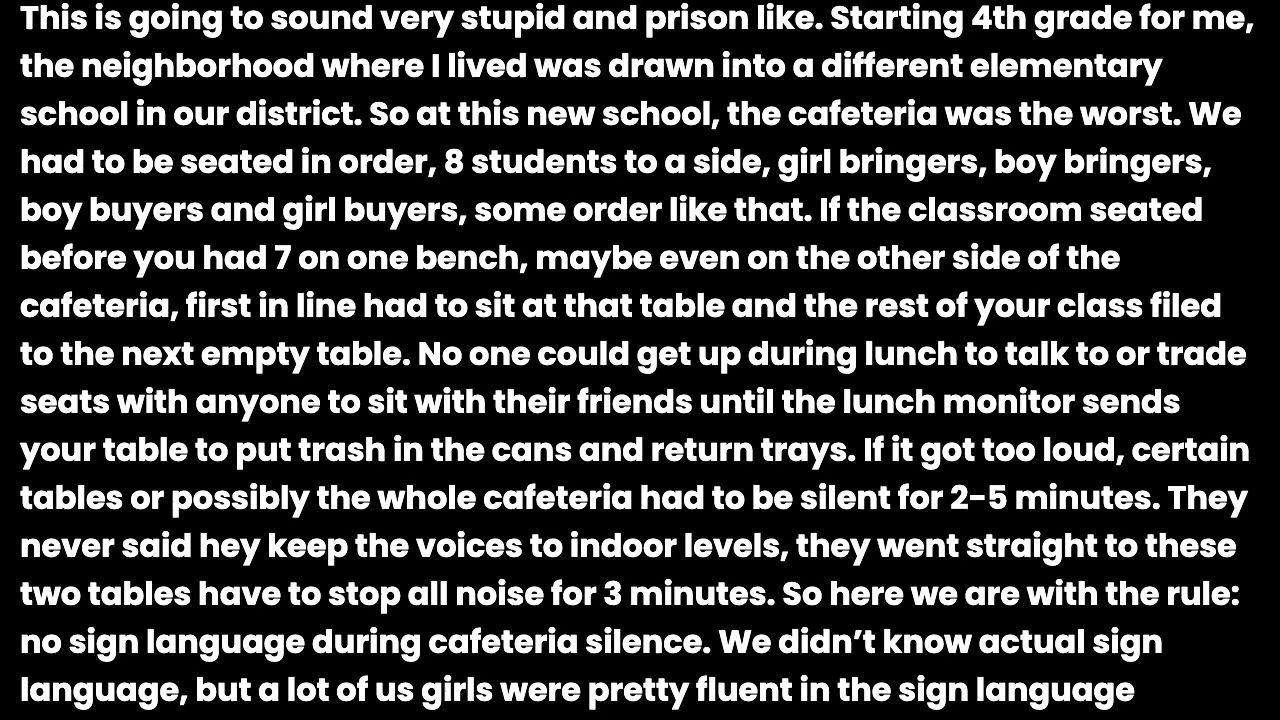 This is going to sound very stupid and prison like. Starting 4th grade for me,
the neighborhood where I lived was drawn into a different elementary
school in our district. So at this new school, the cafeteria was the worst. We
had to be seated in order, 8 students to a side, girl bringers, boy bringers,
boy buyers and girl buyers, some order like that. If the classroom seated
before you had 7 on one bench, maybe even on the other side of the
cafeteria, first in line had to sit at that table and the rest of your class filed
to the next empty table. No one could get up during lunch to talk to or trade
seats with anyone to sit with their friends until the lunch monitor sends
your table to put trash in the cans and return trays. If it got too loud, certain
tables or possibly the whole cafeteria had to be silent for 2-5 minutes. They
never said hey keep the voices to indoor levels, they went straight to these
two tables have to stop all noise for 3 minutes. So here we are with the rule:
no sign language during cafeteria silence. We didn’t know actual sign
language, but a lot of us girls were pretty fluent in the sign language